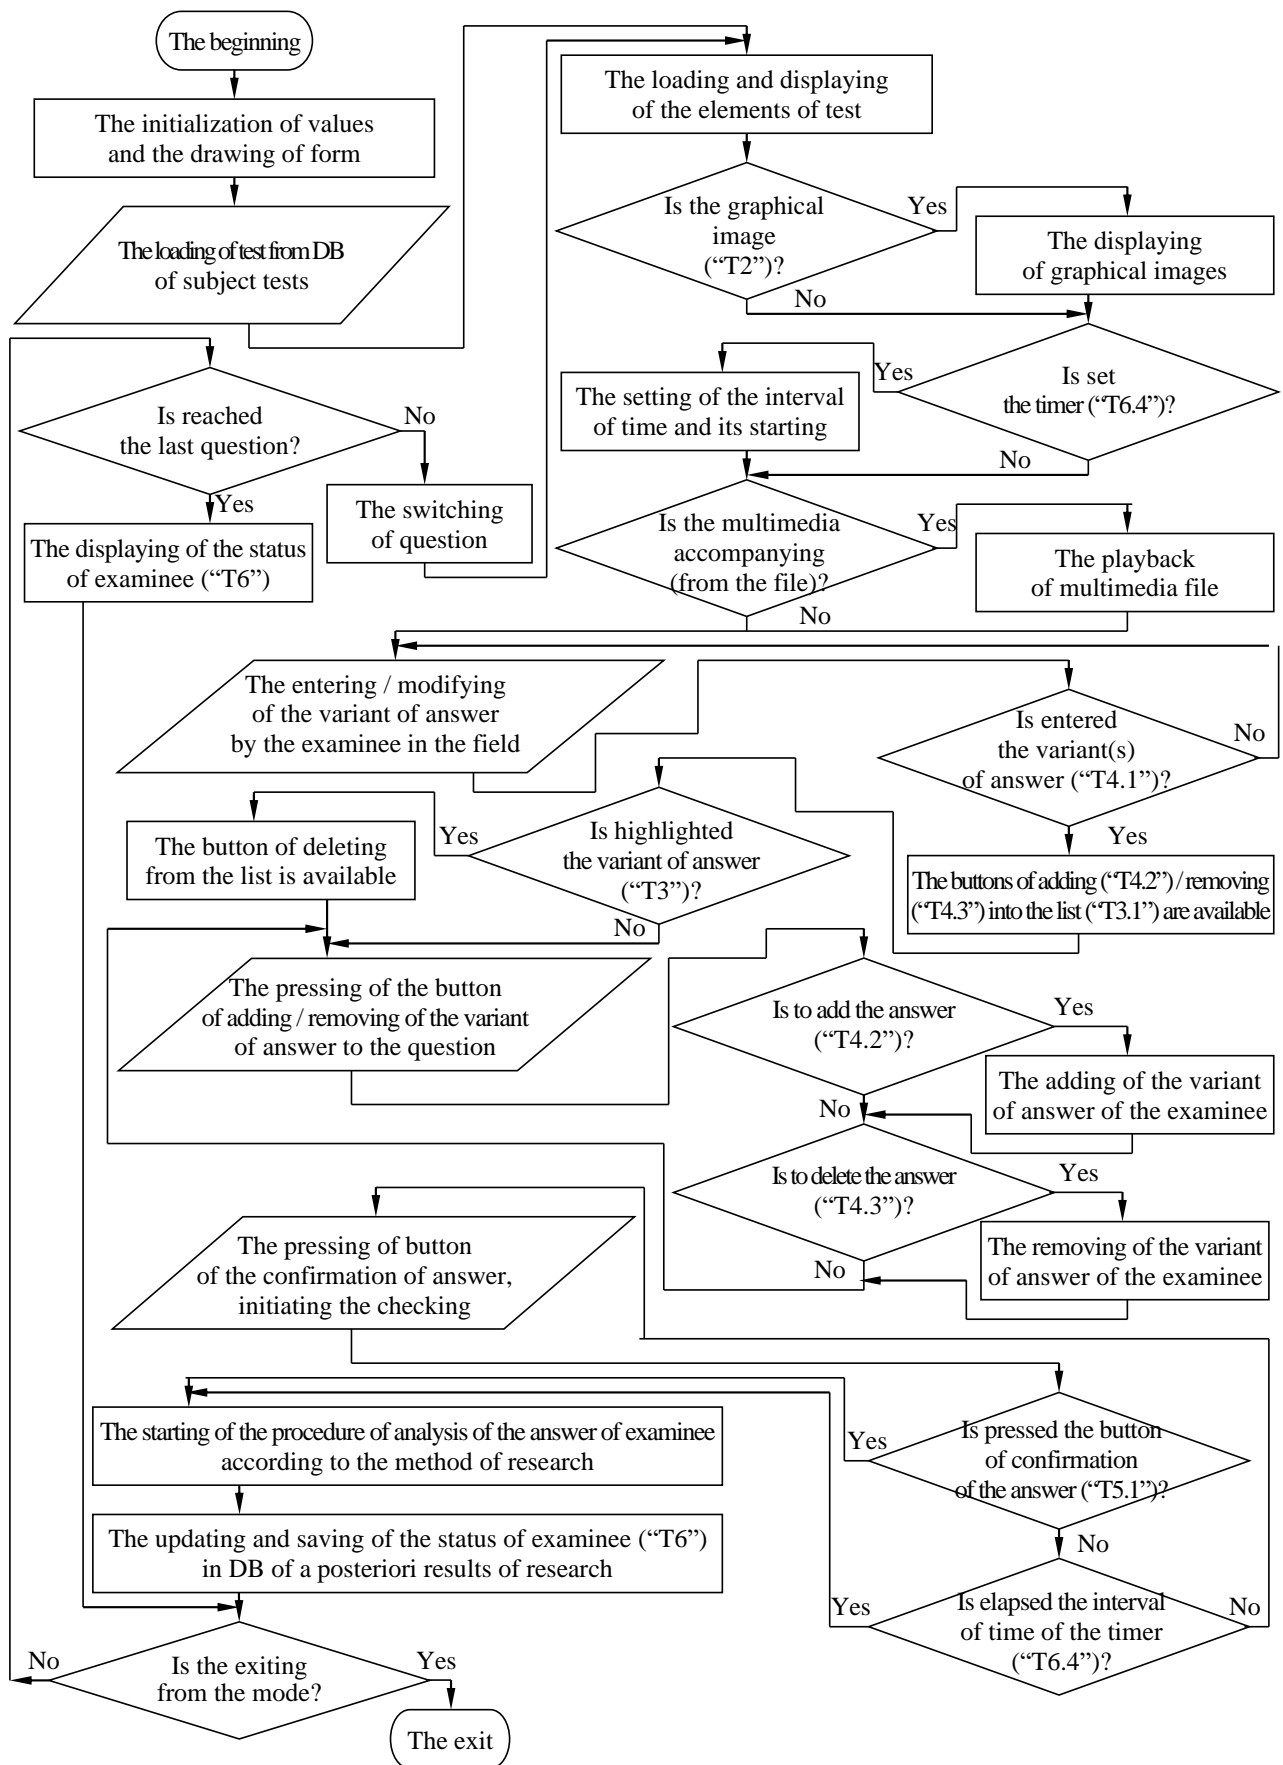 The beginning
The initialization of values
and the drawing of form
The loading of test from DB
of subject tests
The loading and displaying
of the elements of test
Is the graphical
image
(“T2”)?
Yes
No
The displaying
of graphical images
Is set
the timer (“T6.4”)?
Yes
No
The setting of the interval
of time and its starting
Is reached
the last question?
No
Yes
The switching
of question
The displaying of the status
of examinee (“T6”)
Is the multimedia
accompanying
(from the file)?
Yes
No
The playback
of multimedia file
The entering / modifying
of the variant of answer
by the examinee in the field
Is entered
the variant(s)
of answer (“T4.1”)?
No
Yes
The buttons of adding (“T4.2”) / removing
(“T4.3”) into the list (“T3.1”) are available
Is highlighted
the variant of answer
(“T3”)?
Yes
No
The button of deleting
from the list is available
The pressing of the button
of adding / removing of the variant
of answer to the question
Is to add the answer
(“T4.2”)?
Yes
No
The adding of the variant
of answer of the examinee
Is to delete the answer
(“T4.3”)?
Yes
No
The removing of the variant
of answer of the examinee
The pressing of button
of the confirmation of answer,
initiating the checking
Is pressed the button
of confirmation
of the answer (“T5.1”)?
Yes
No
The starting of the procedure of analysis of the answer of examinee
according to the method of research
The updating and saving of the status of examinee (“T6”)
in DB of a posteriori results of research
Is elapsed the interval
of time of the timer
(“T6.4”)?
Yes
No
Is the exiting
from the mode?
No
Yes
The exit